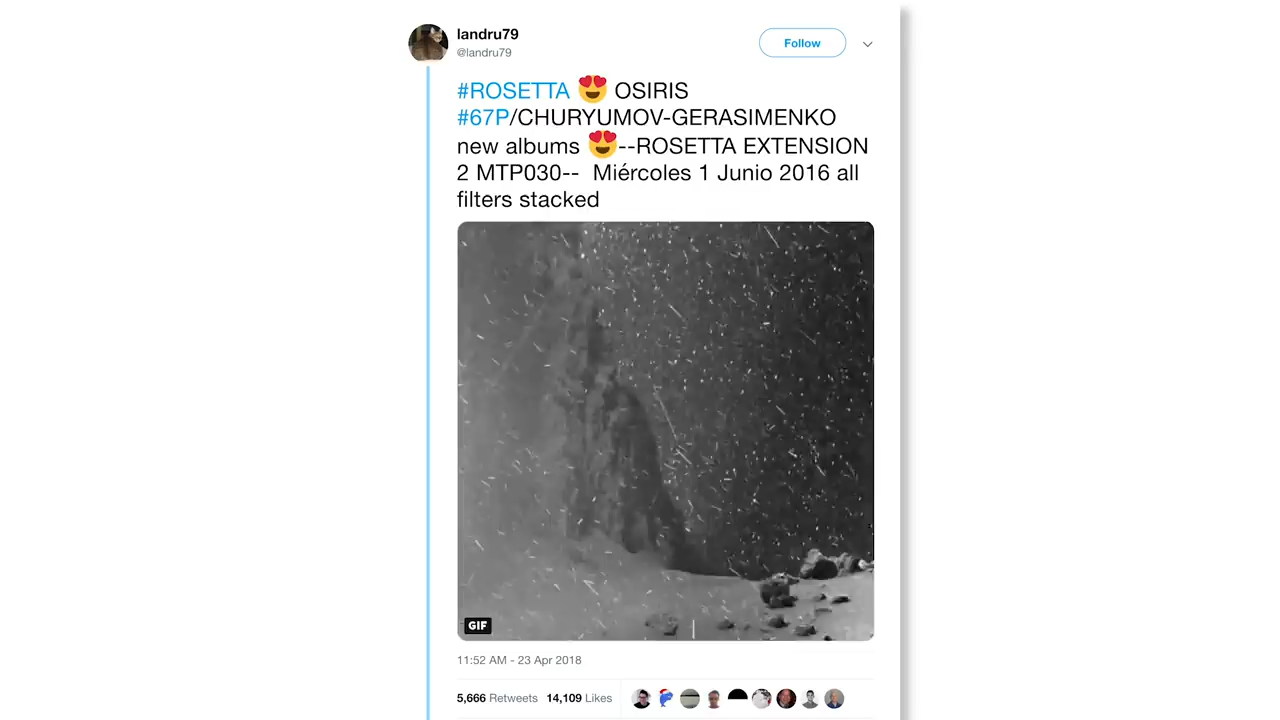 landru79
@landru79
Follow
#ROSETTA 😍 OSIRIS
#67P/CHURYUMOV-GERASIMENKO
new albums 😍--ROSETTA EXTENSION
2 MTP030-- Miércoles 1 Junio 2016 all
filters stacked
GIF
11:52 AM - 23 Apr 2018
5,666 Retweets 14,109 Likes